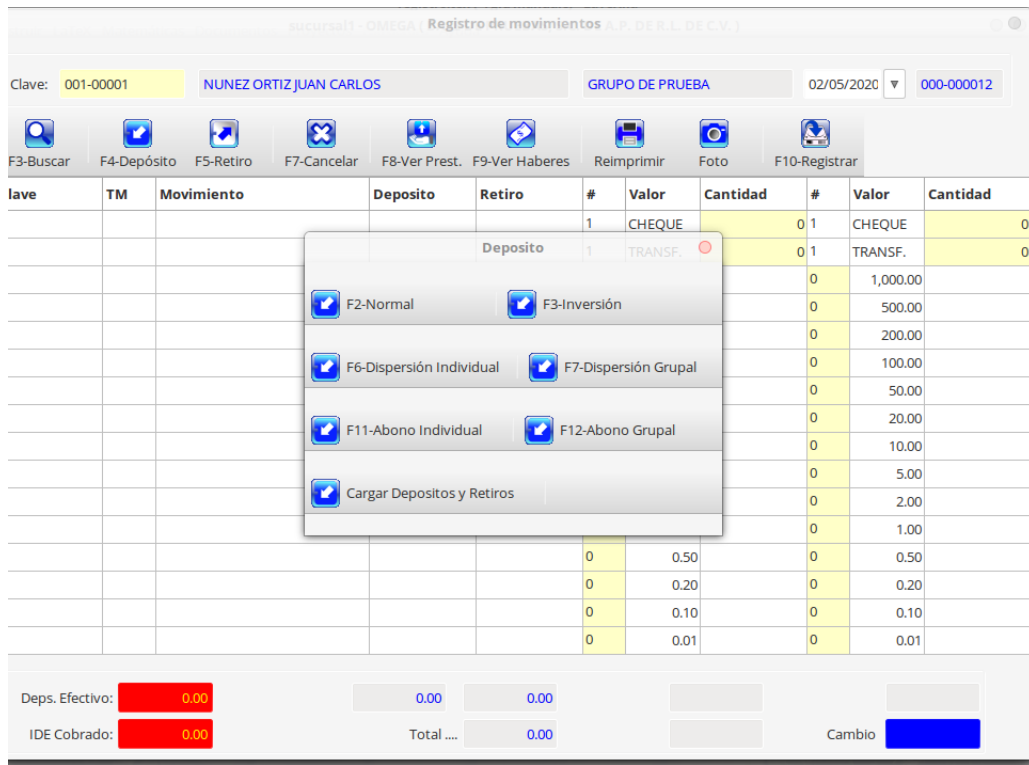 Registro de movimientos
sucursal1 - OMEGA ( A.P. DE R.L. DE C.V. )
Clave: 001-00001 NUNEZ ORTIZ JUAN CARLOS GRUPO DE PRUEBA 02/05/2020 000-000012
F3-Buscar F4-Depósito F5-Retiro F7-Cancelar F8-Ver Prest. F9-Ver Haberes Reimprimir Foto F10-Registrar
lave TM Movimiento Deposito Retiro # Valor Cantidad # Valor Cantidad
1 CHEQUE 0 1 CHEQUE 0
1 TRANSF. 0 1 TRANSF. 0
Deposito
F2-Normal F3-Inversión
F6-Dispersión Individual F7-Dispersión Grupal
F11-Abono Individual F12-Abono Grupal
Cargar Depositos y Retiros
0 1,000.00
0 500.00
0 200.00
0 100.00
0 50.00
0 20.00
0 10.00
0 5.00
0 2.00
0 1.00
0 0.50 0 0.50
0 0.20 0 0.20
0 0.10 0 0.10
0 0.01 0 0.01
Deps. Efectivo: 0.00 0.00 0.00
IDE Cobrado: 0.00 Total .... 0.00 Cambio